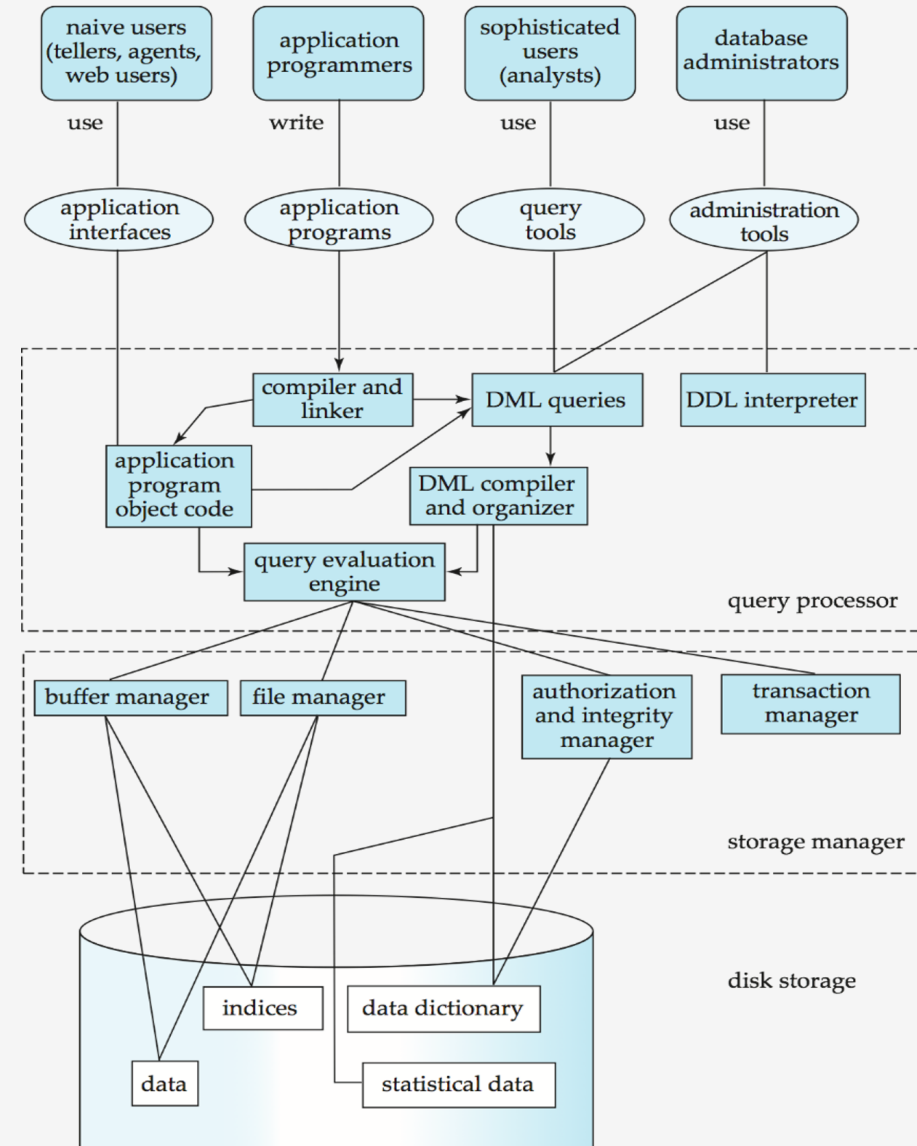 naive users
(tellers, agents,
web users)
application
programmers
sophisticated
users
(analysts)
database
administrators
use
write
use
use
application
interfaces
application
programs
query
tools
administration
tools
compiler and
linker
DML queries
DDL interpreter
application
program
object code
DML compiler
and organizer
query evaluation
engine
query processor
buffer manager
file manager
authorization
and integrity
manager
transaction
manager
storage manager
disk storage
indices
data dictionary
data
statistical data